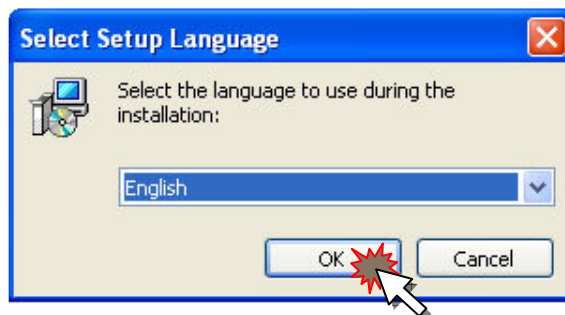 Select Setup Language
Select the language to use during the
installation:
English
OK
Cancel